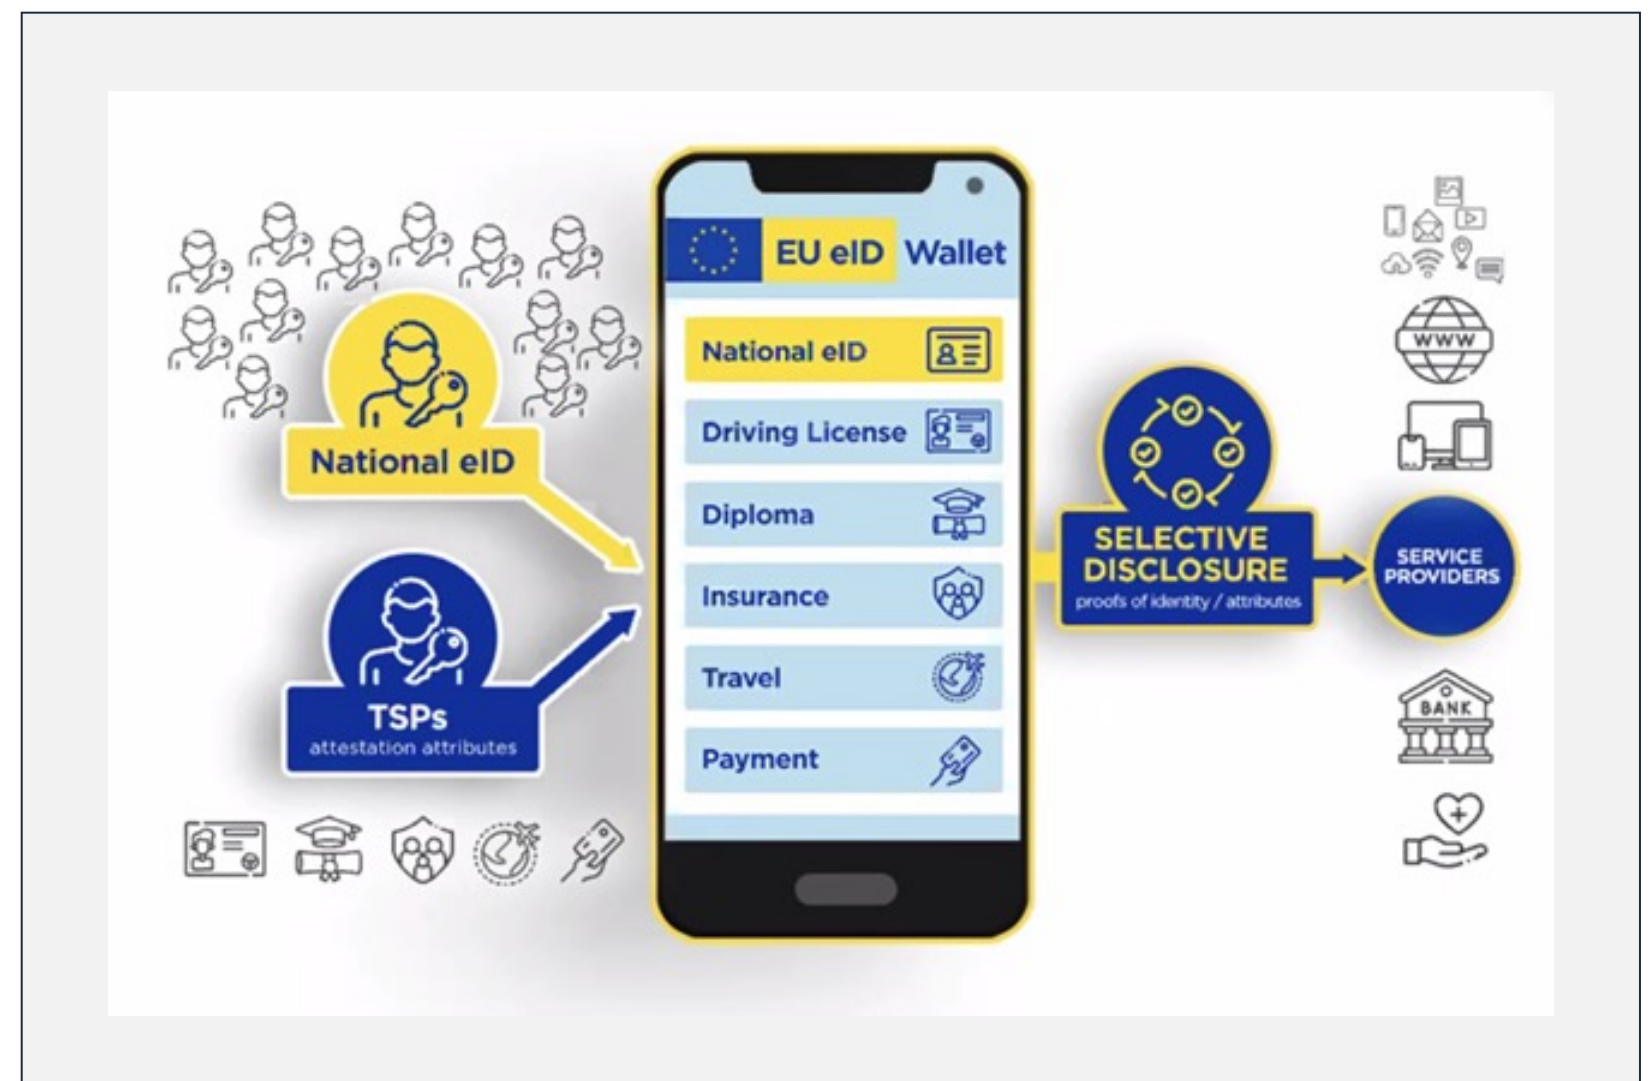 EU eID Wallet
National eID
Driving License
Diploma
Insurance
Travel
Payment
National eID
TSPs
attestation attributes
SELECTIVE
DISCLOSURE
proofs of identity / attributes
WWW
SERVICE
PROVIDERS
BANK